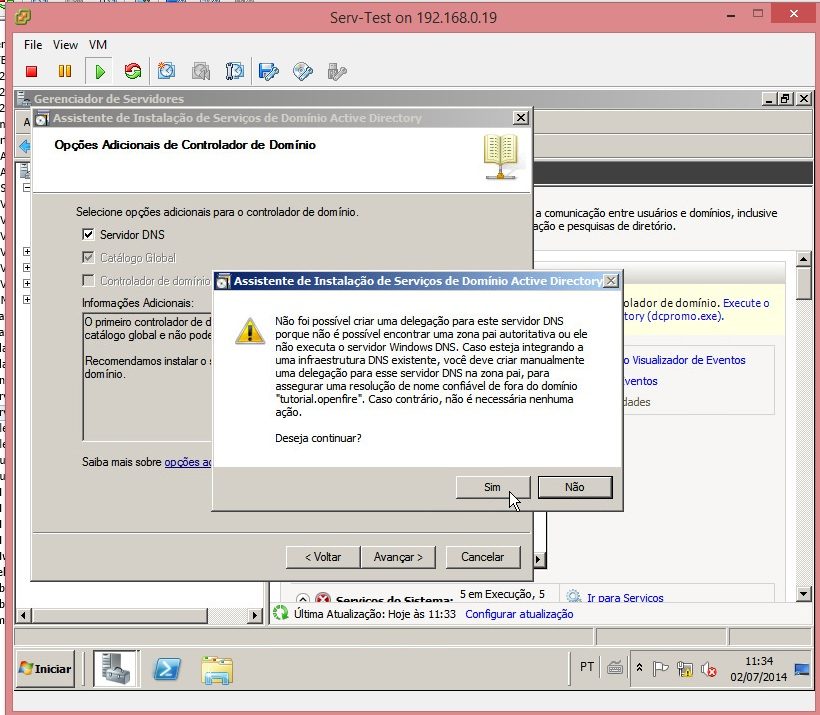 Serv-Test on 192.168.0.19
File View VM
Gerenciador de Servidores
Assistente de Instalação de Serviços de Domínio Active Directory
Opções Adicionais de Controlador de Domínio
a comunicação entre usuários e domínios, inclusive
ação e pesquisas de diretório.
Selecione opções adicionais para o controlador de domínio.
Servidor DNS
Catálogo Global
Controlador de domínio
Informações Adicionais:
O primeiro controlador de d
catálogo global e não pode
Recomendamos instalar o s
domínio.
Saiba mais sobre opções ad
Assistente de Instalação de Serviços de Domínio Active Directory
Não foi possível criar uma delegação para este servidor DNS
porque não é possível encontrar uma zona pai autoritativa ou ele
não executa o servidor Windows DNS. Caso esteja integrando a
uma infraestrutura DNS existente, você deve criar manualmente
uma delegação para esse servidor DNS na zona pai, para
assegurar uma resolução de nome confiável de fora do domínio
"tutorial.openfire". Caso contrário, não é necessária nenhuma
ação.
Deseja continuar?
Sim Não
olador de domínio. Execute o
tory (dcpromo.exe).
o Visualizador de Eventos
ventos
dades
< Voltar Avançar > Cancelar
Serviços do Sistema: 5 em Execução, 5
Ir para Serviços
Última Atualização: Hoje às 11:33 Configurar atualização
Iniciar
PT
11:34
02/07/2014